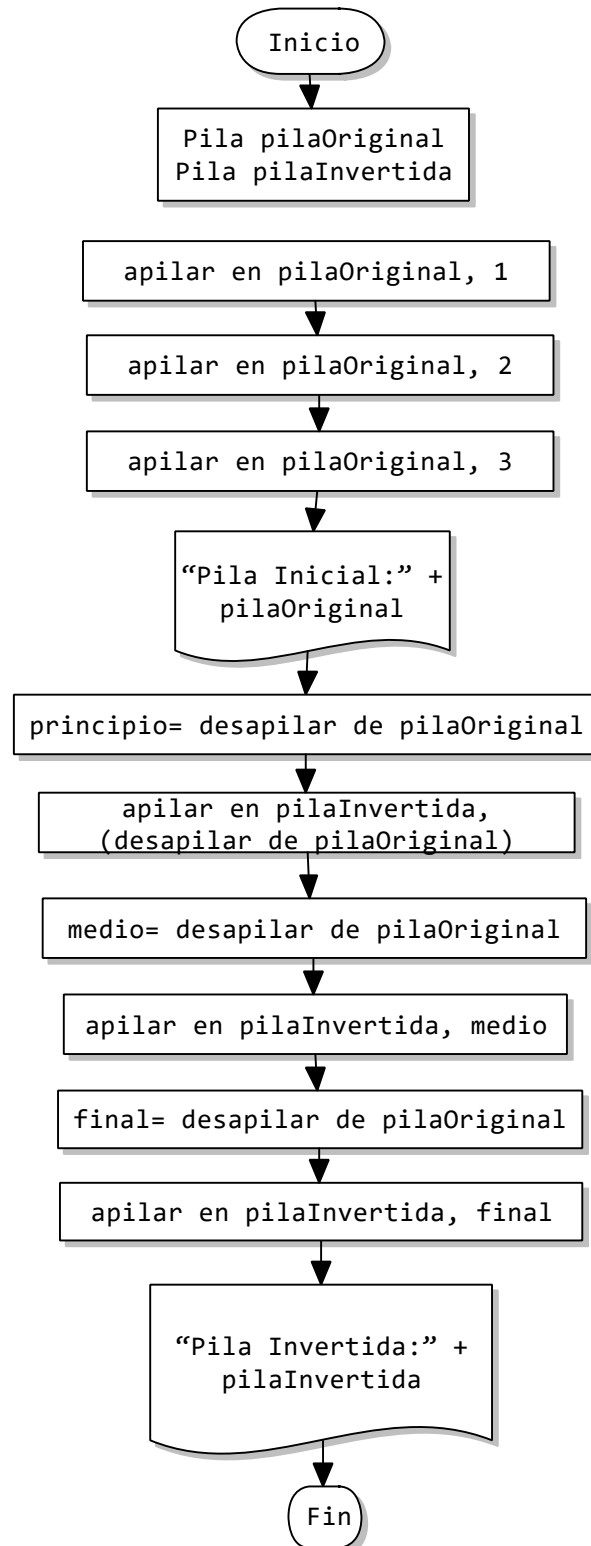 Inicio
Pila pilaOriginal
Pila pilaInvertida
apilar en pilaOriginal, 1
apilar en pilaOriginal, 2
apilar en pilaOriginal, 3
“Pila Inicial:” +
pilaOriginal
principio= desapilar de pilaOriginal
apilar en pilaInvertida,
(desapilar de pilaOriginal)
medio= desapilar de pilaOriginal
apilar en pilaInvertida, medio
final= desapilar de pilaOriginal
apilar en pilaInvertida, final
“Pila Invertida:” +
pilaInvertida
Fin